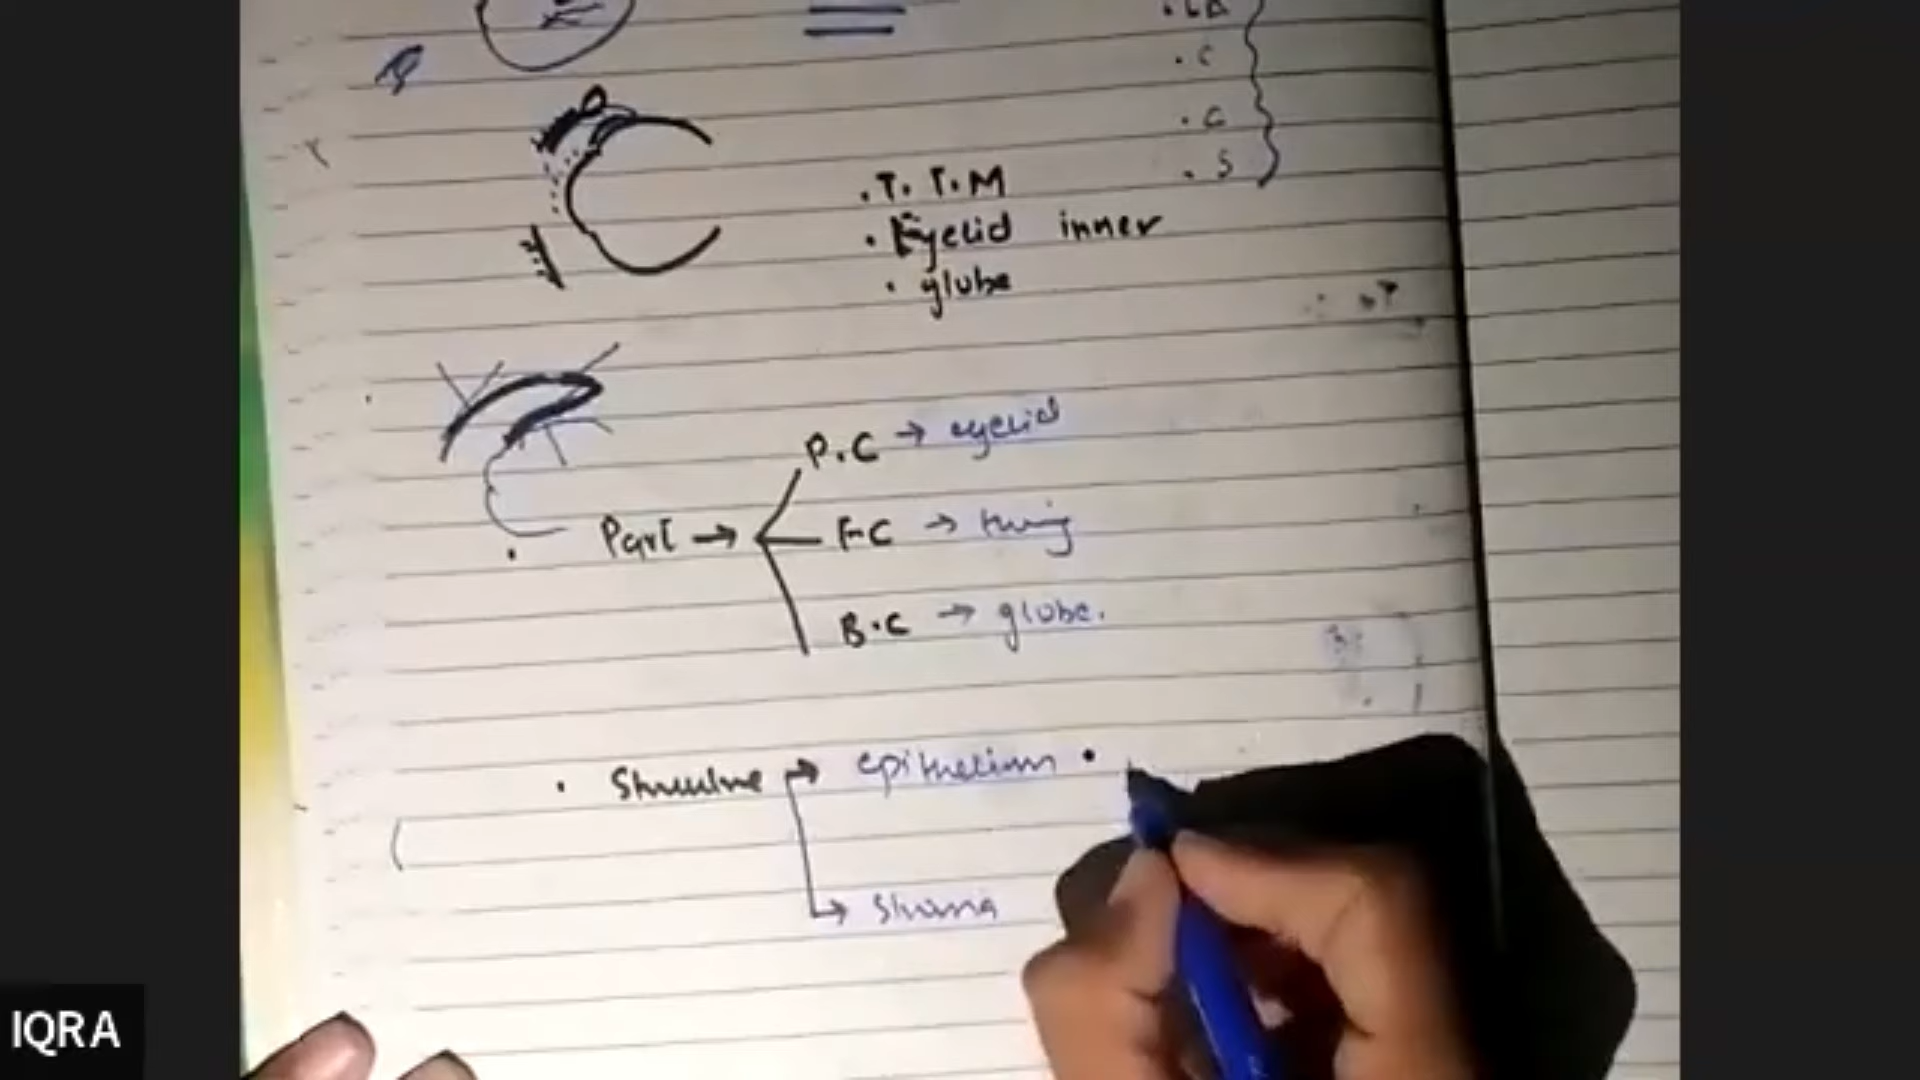 . C
. C
. S
. T. T. M
. Eyelid inner
. globe
P.C → eyelid
. Part → F.C →
B.C → globe.
. Structure → epithelium .
→ Stroma
IQRA